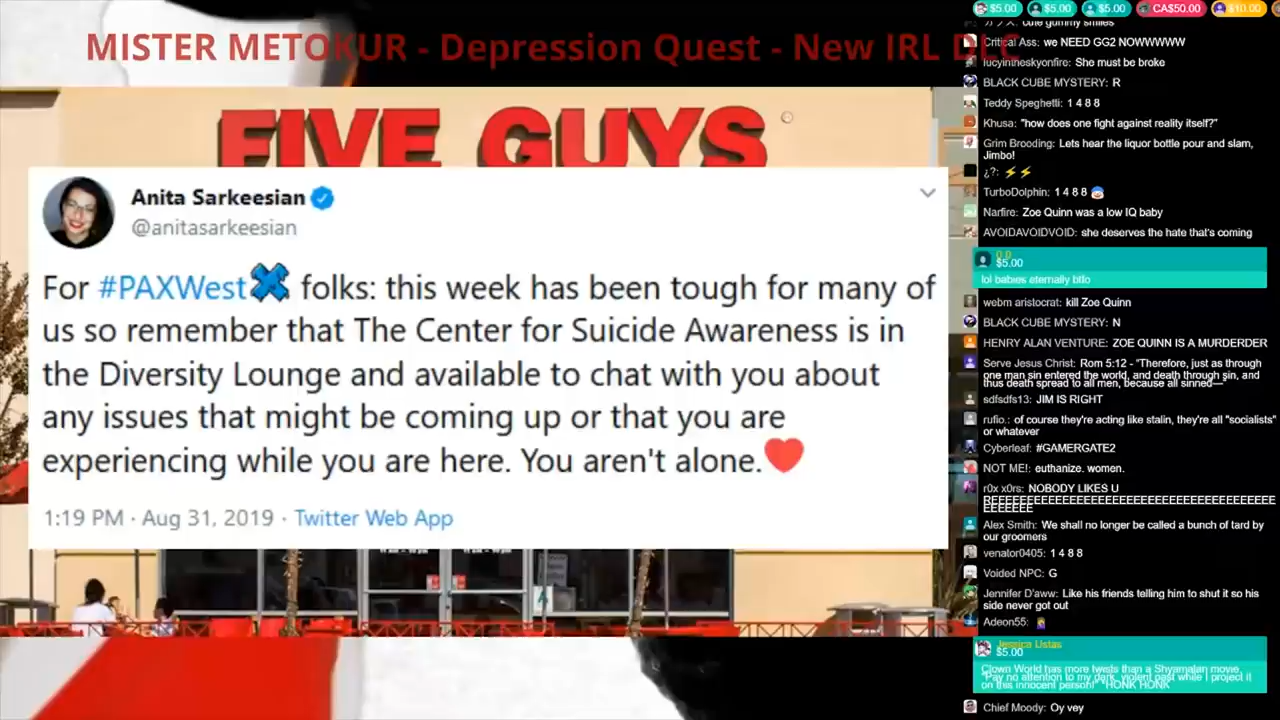 MISTER METOKUR - Depression Quest - New IRL DLC
FIVE GUYS
Anita Sarkeesian
@anitasarkeesian
For #PAXWest folks: this week has been tough for many of
us so remember that The Center for Suicide Awareness is in
the Diversity Lounge and available to chat with you about
any issues that might be coming up or that you are
experiencing while you are here. You aren't alone.
1:19 PM · Aug 31, 2019 · Twitter Web App
$5.00
$5.00
$5.00
CA$50.00
$10.00
cute gummy smiles
Critical Ass: we NEED GG2 NOWWWWW
lucyintheskyonfire: She must be broke
BLACK CUBE MYSTERY: R
Teddy Speghetti: 1 4 8 8
Khusa: "how does one fight against reality itself?"
Grim Brooding: Lets hear the liquor bottle pour and slam,
Jimbo!
¿?: ⚡⚡
TurboDolphin: 1 4 8 8
Narfire: Zoe Quinn was a low IQ baby
AVOIDAVOIDVOID: she deserves the hate that's coming
$5.00
lol babies eternally btfo
webm aristocrat: kill Zoe Quinn
BLACK CUBE MYSTERY: N
HENRY ALAN VENTURE: ZOE QUINN IS A MURDERDER
Serve Jesus Christ: Rom 5:12 - "Therefore, just as through
one man sin entered the world, and death through sin, and
thus death spread to all men, because all sinned—"
sdfsdfs13: JIM IS RIGHT
rufio.: of course they're acting like stalin, they're all "socialists"
or whatever
Cyberleaf: #GAMERGATE2
NOT ME!: euthanize. women.
r0x x0rs: NOBODY LIKES U
REEEEEEEEEEEEEEEEEEEEEEEEEEEEEEEEEEEEEEEE
EEEEEEE
Alex Smith: We shall no longer be called a bunch of tard by
our groomers
venator0405: 1 4 8 8
Voided NPC: G
Jennifer D'aww: Like his friends telling him to shut it so his
side never got out
Adeon55:
Jessica Ustas
$5.00
Clown World has more twists than a Shyamalan movie.
"Pay no attention to my dark, violent past while I project it
on this innocent person!" *HONK HONK*
Chief Moody: Oy vey